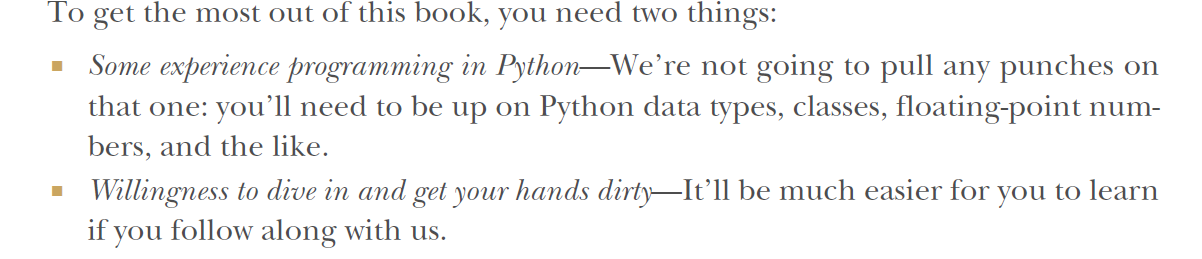 To get the most out of this book, you need two things:
■ Some experience programming in Python—We're not going to pull any punches on
that one: you'll need to be up on Python data types, classes, floating-point num-
bers, and the like.
■ Willingness to dive in and get your hands dirty—It'll be much easier for you to learn
if you follow along with us.